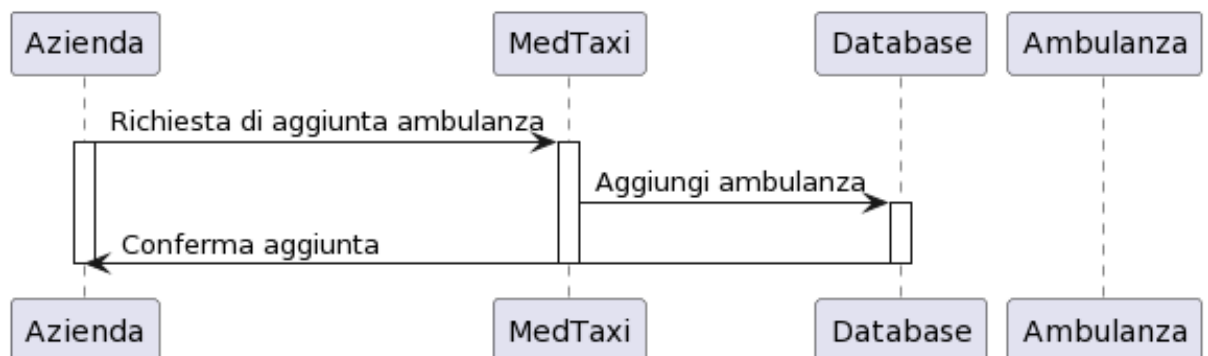 Azienda
MedTaxi
Database
Ambulanza
Richiesta di aggiunta ambulanza
Aggiungi ambulanza
Conferma aggiunta
Azienda
MedTaxi
Database
Ambulanza